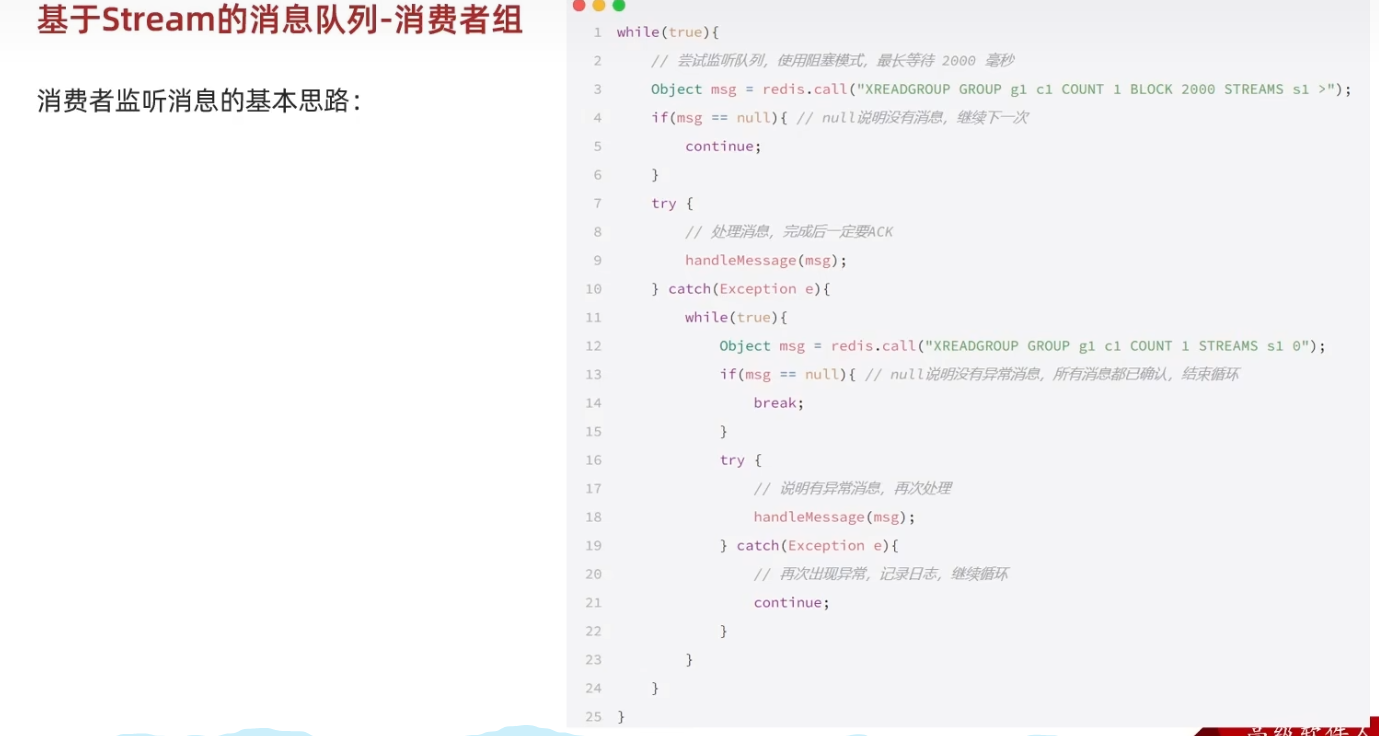 基于Stream的消息队列-消费者组
消费者监听消息的基本思路：
1 while(true){
2 // 尝试监听队列，使用阻塞模式，最长等待 2000 毫秒
3 Object msg = redis.call("XREADGROUP GROUP g1 c1 COUNT 1 BLOCK 2000 STREAMS s1 >");
4 if(msg == null){ // null说明没有消息，继续下一次
5 continue;
6 }
7 try {
8 // 处理消息，完成后一定要ACK
9 handleMessage(msg);
10 } catch(Exception e){
11 while(true){
12 Object msg = redis.call("XREADGROUP GROUP g1 c1 COUNT 1 STREAMS s1 0");
13 if(msg == null){ // null说明没有异常消息，所有消息都已确认，结束循环
14 break;
15 }
16 try {
17 // 说明有异常消息，再次处理
18 handleMessage(msg);
19 } catch(Exception e){
20 // 再次出现异常，记录日志，继续循环
21 continue;
22 }
23 }
24 }
25 }
高级软件人